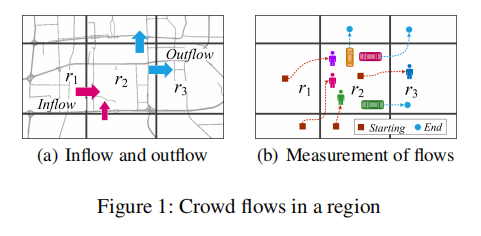 Outflow
r1 r2 r3
Inflow
r1 r2 r3
Starting End
(a) Inflow and outflow
(b) Measurement of flows
Figure 1: Crowd flows in a region